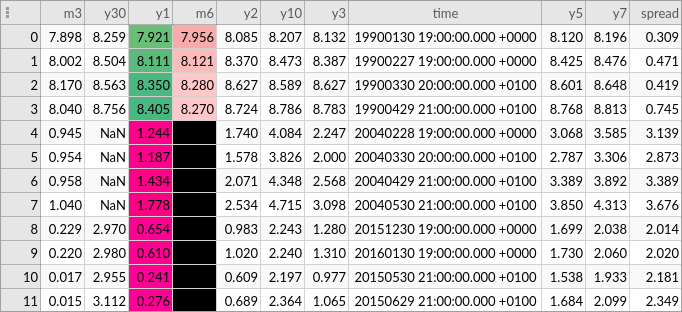 m3 y30 y1 m6 y2 y10 y3 time y5 y7 spread
0 7.898 8.259 7.921 7.956 8.085 8.207 8.132 19900130 19:00:00.000 +0000 8.120 8.196 0.309
1 8.002 8.504 8.111 8.121 8.370 8.473 8.387 19900227 19:00:00.000 +0000 8.425 8.476 0.471
2 8.170 8.563 8.350 8.280 8.627 8.589 8.627 19900330 20:00:00.000 +0100 8.601 8.648 0.419
3 8.040 8.756 8.405 8.270 8.724 8.786 8.783 19900429 21:00:00.000 +0100 8.768 8.813 0.745
4 0.945 NaN 1.244 1.740 4.084 2.247 20040228 19:00:00.000 +0000 3.068 3.585 3.139
5 0.954 NaN 1.187 1.578 3.826 2.000 20040330 20:00:00.000 +0100 2.787 3.306 2.873
6 0.958 NaN 1.434 2.071 4.348 2.568 20040429 21:00:00.000 +0100 3.389 3.892 3.389
7 1.040 NaN 1.778 2.534 4.715 3.098 20040530 21:00:00.000 +0100 3.850 4.313 3.676
8 0.229 2.970 0.654 0.983 2.243 1.280 20151230 19:00:00.000 +0000 1.699 2.038 2.014
9 0.220 2.980 0.610 1.020 2.240 1.310 20160130 19:00:00.000 +0000 1.730 2.060 2.020
10 0.017 2.955 0.241 0.609 2.197 0.977 20150530 21:00:00.000 +0100 1.538 1.933 2.181
11 0.015 3.112 0.276 0.689 2.364 1.065 20150629 21:00:00.000 +0100 1.684 2.099 2.349